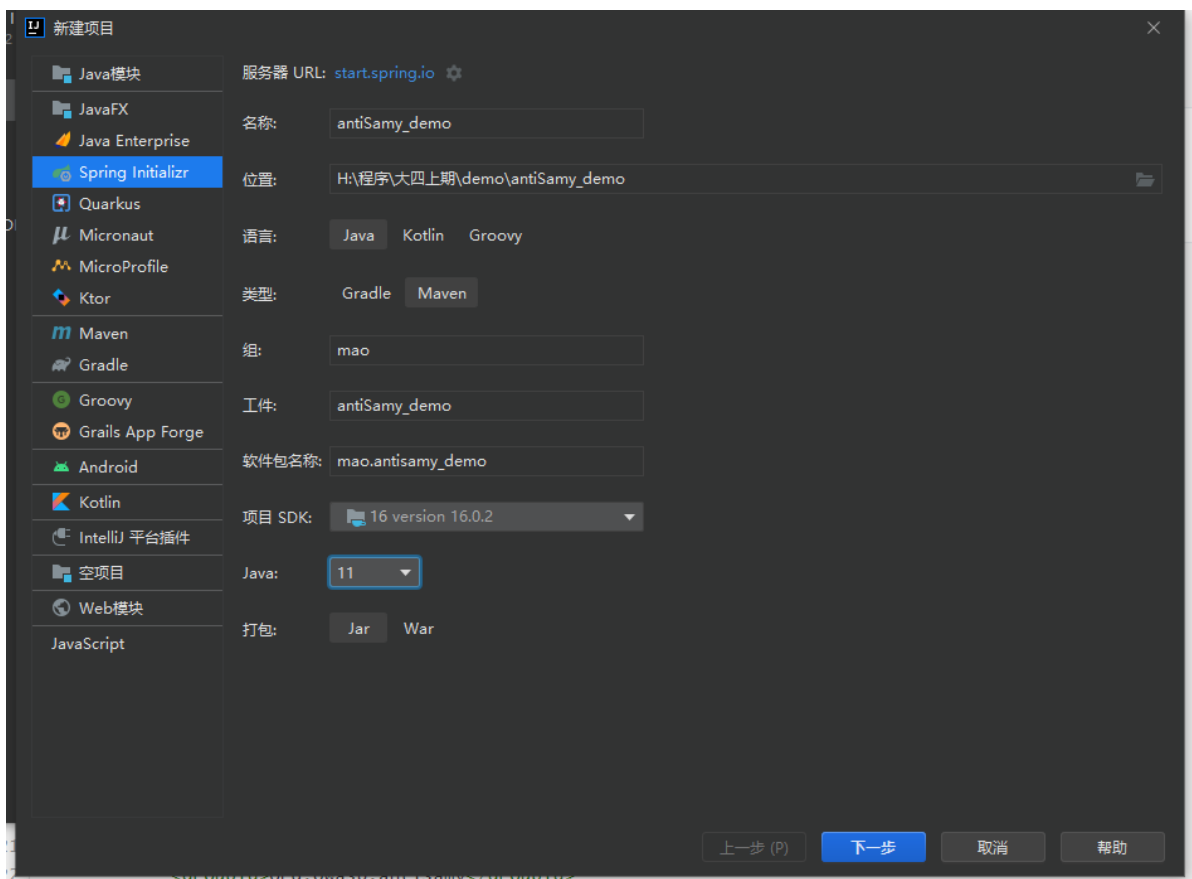 新建项目
Java模块
JavaFX
Java Enterprise
Spring Initializr
Quarkus
Micronaut
MicroProfile
Ktor
Maven
Gradle
Groovy
Grails App Forge
Android
Kotlin
IntelliJ 平台插件
空项目
Web模块
JavaScript
服务器 URL: start.spring.io
名称: antiSamy_demo
位置: H:\程序\大四上期\demo\antiSamy_demo
语言: Java Kotlin Groovy
类型: Gradle Maven
组: mao
工件: antiSamy_demo
软件包名称: mao.antisamy_demo
项目 SDK: 16 version 16.0.2
Java: 11
打包: Jar War
上一步 (P) 下一步 取消 帮助